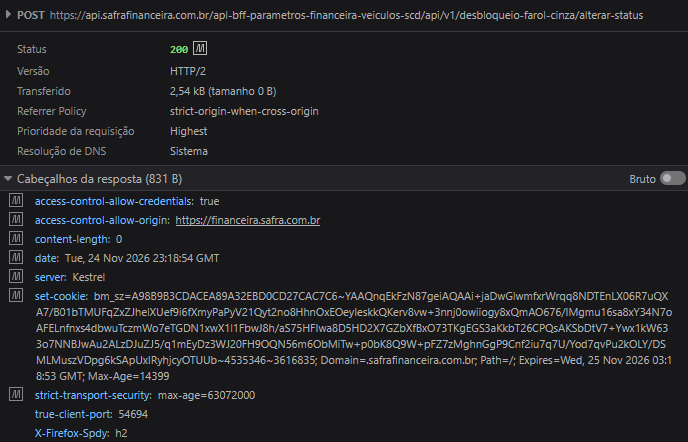 POST https://api.safrafinanceira.com.br/apl-bff-parametros-financeira-veiculos-scd/api/v1/desbloqueio-farol-cinza/alterar-status
Status 200
Versão HTTP/2
Transferido 2,54 kB (tamanho 0 B)
Referrer Policy strict-origin-when-cross-origin
Prioridade da requisição Highest
Resolução de DNS Sistema
Cabeçalhos da resposta (831 B) Bruto
access-control-allow-credentials: true
access-control-allow-origin: https://financeira.safra.com.br
content-length: 0
date: Tue, 24 Nov 2026 23:18:54 GMT
server: Kestrel
set-cookie: bm_sz=A98B9B3CDACEA89A32EBD0CD27CAC7C6~YAAQnqEkFzN87geiAQAAi+jaDwGlwmfxrWrqq8NDTEnLX06R7uQX
A7/B01bTMUFqZxZJhelXUef9i6fXmyPaPyV21Qyt2no8HhnOxEOeyleskkQKerv8vw+3nnj0owiiogy8xQmAO676/IMgmu16sa8xY34N7o
AFELnfnxs4dbwuTczmWo7eTGDN1xwX1l1FbwJ8h/aS75HFlwa8D5HD2X7GZbXfBxO73TKgEGS3aKkbT26CPQsAKSbDtV7+Ywx1kW63
3o7NNBJwAu2ALzDJuZJ5/q1mEyDz3WJ20FH9OQN56m6ObMiTw+p0bK8Q9W+pFZ7zMghnGgP9Cnf2iu7q7U/Yod7qvPu2kOLY/DS
MLMuszVDpg6kSApUxlRyhjcyOTUUb~4535346~3616835; Domain=.safrafinanceira.com.br; Path=/; Expires=Wed, 25 Nov 2026 03:1
8:53 GMT; Max-Age=14399
strict-transport-security: max-age=63072000
true-client-port: 54694
X-Firefox-Spdy: h2